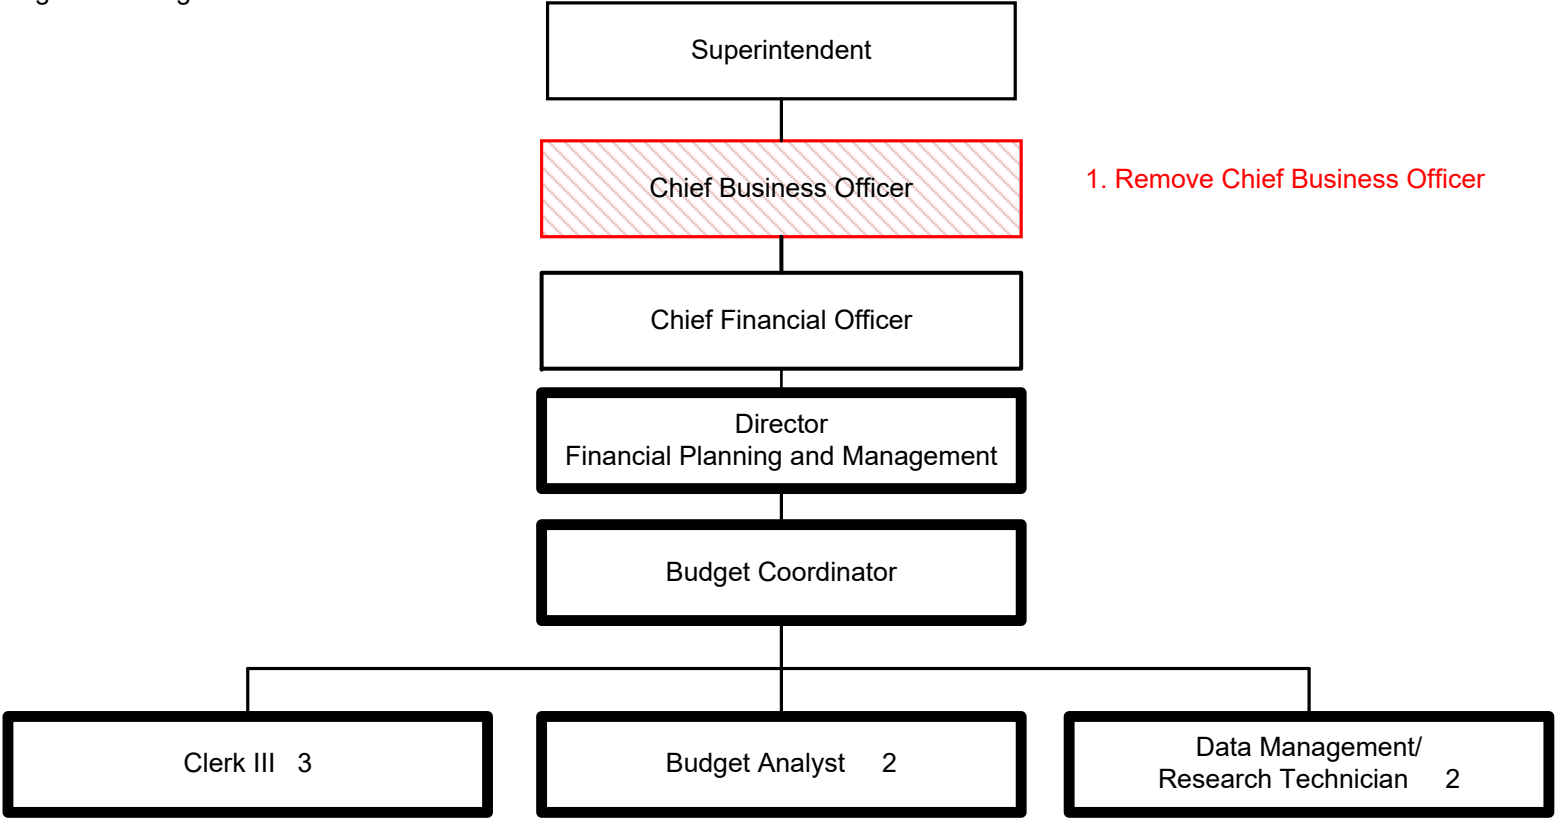 Superintendent
Chief Business Officer
1. Remove Chief Business Officer
Chief Financial Officer
Director
Financial Planning and Management
Budget Coordinator
Clerk III 3
Budget Analyst 2
Data Management/
Research Technician 2